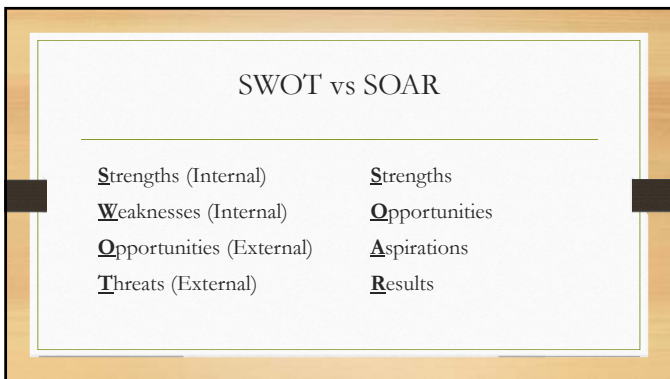 SWOT vs SOAR
Strengths (Internal)
Weaknesses (Internal)
Opportunities (External)
Threats (External)
Strengths
Opportunities
Aspirations
Results